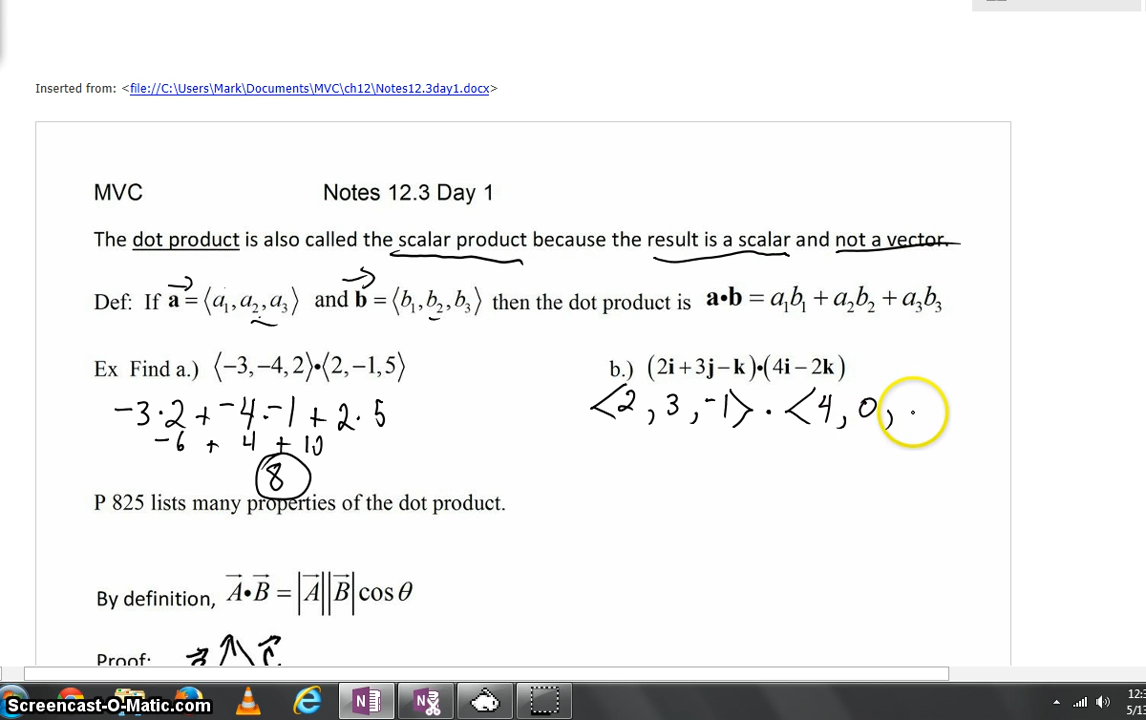 Inserted from: <file://C:\Users\Mark\Documents\MVC\ch12\Notes12.3day1.docx>
MVC Notes 12.3 Day 1
The dot product is also called the scalar product because the result is a scalar and not a vector.
Def: If a = ⟨a₁, a₂, a₃⟩ and b = ⟨b₁, b₂, b₃⟩ then the dot product is a•b = a₁b₁ + a₂b₂ + a₃b₃
Ex Find a.) ⟨−3, −4, 2⟩•⟨2, −1, 5⟩ b.) (2i + 3j − k)•(4i − 2k)
−3·2 + −4·−1 + 2·5 <2, 3, −1> · <4, 0,
−6 + 4 + 10
8
P 825 lists many properties of the dot product.
By definition, A⃗•B⃗ = |A⃗||B⃗| cos θ
Proof:
Screencast-O-Matic.com